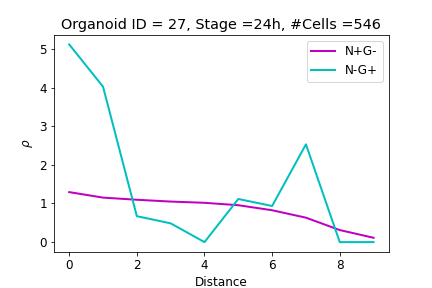 Organoid ID = 27, Stage =24h, #Cells =546
N+G-
N-G+
5
4
3
2
1
0
ρ
0 2 4 6 8
Distance